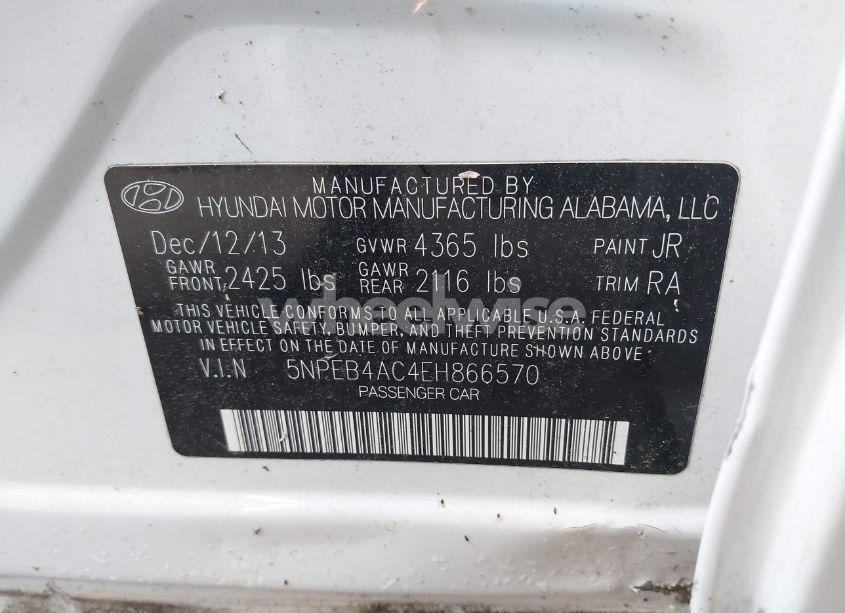 MANUFACTURED BY
HYUNDAI MOTOR MANUFACTURING ALABAMA, LLC
Dec/12/13 GVWR 4365 lbs PAINT JR
GAWR FRONT 2425 lbs GAWR REAR 2116 lbs TRIM RA
wheelwise
THIS VEHICLE CONFORMS TO ALL APPLICABLE U.S.A. FEDERAL
MOTOR VEHICLE SAFETY, BUMPER, AND THEFT PREVENTION STANDARDS
IN EFFECT ON THE DATE OF MANUFACTURE SHOWN ABOVE
V.I.N 5NPEB4AC4EH866570
PASSENGER CAR